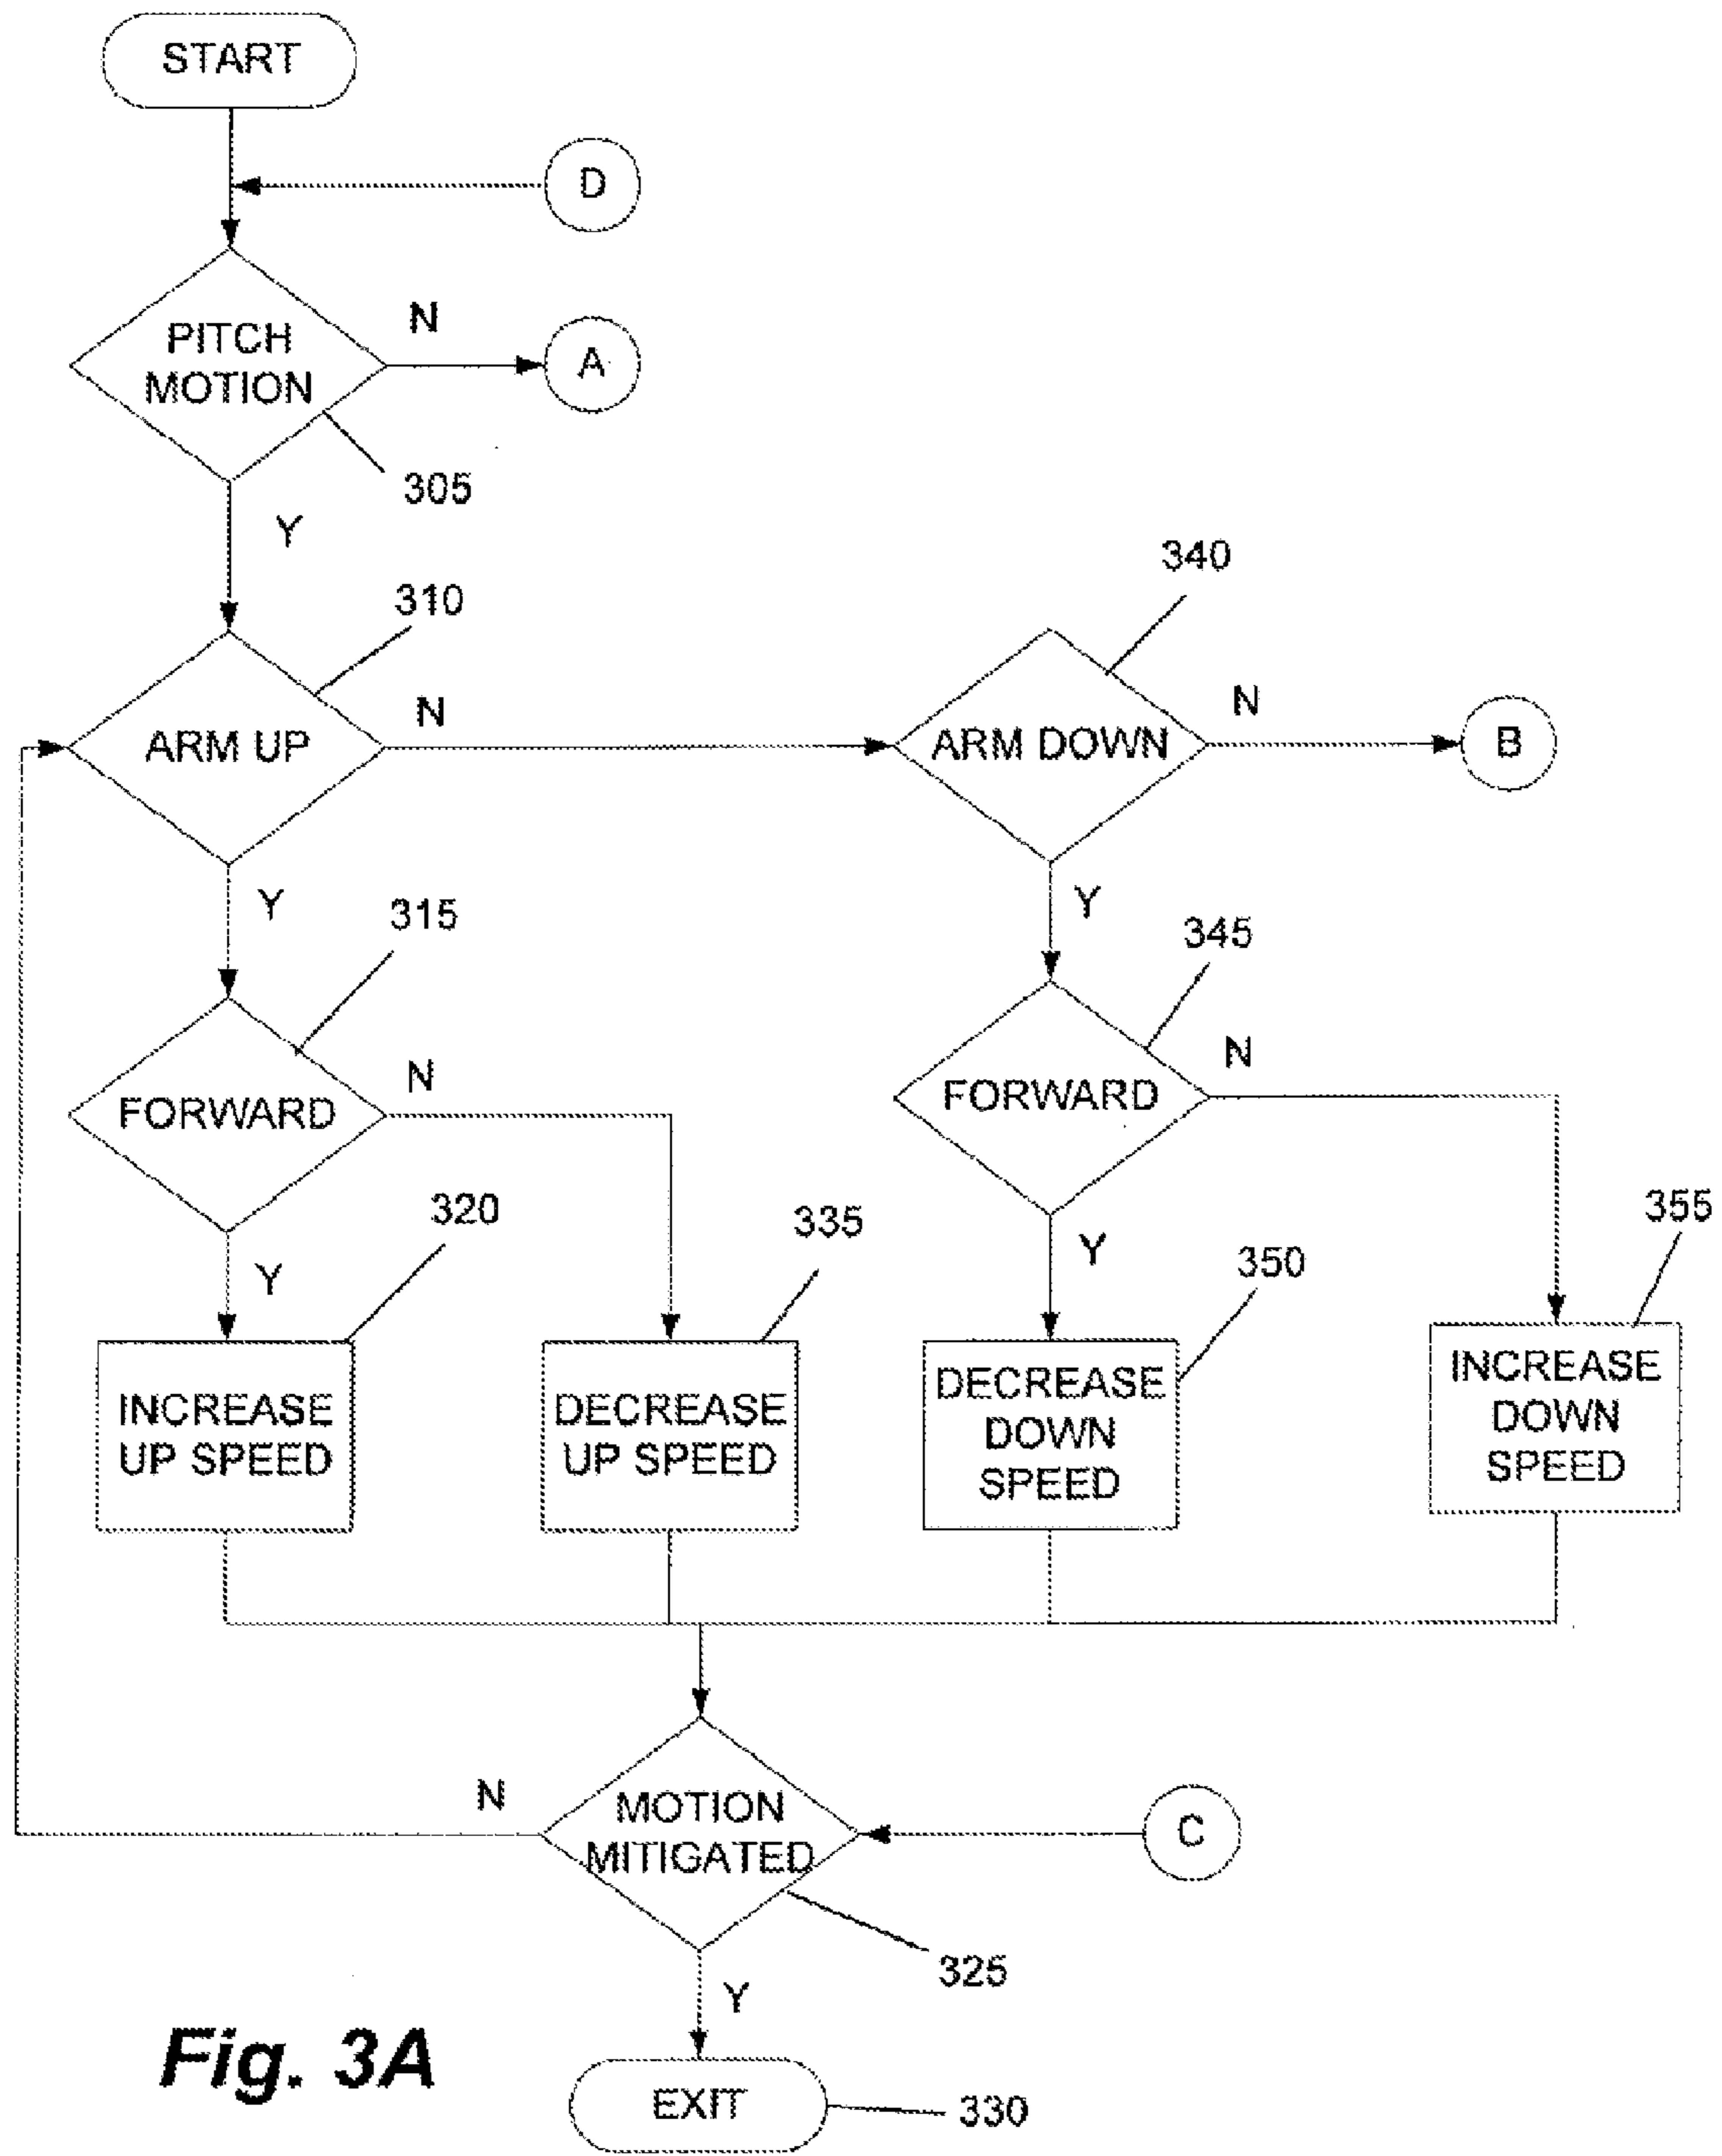 START
D
PITCH
MOTION
N
A
305
Y
310
ARM UP
N
340
ARM DOWN
N
B
Y
315
FORWARD
N
Y
345
FORWARD
N
Y
320
INCREASE
UP SPEED
335
DECREASE
UP SPEED
Y
350
DECREASE
DOWN
SPEED
355
INCREASE
DOWN
SPEED
N
MOTION
MITIGATED
C
325
Y
EXIT
330
Fig. 3A